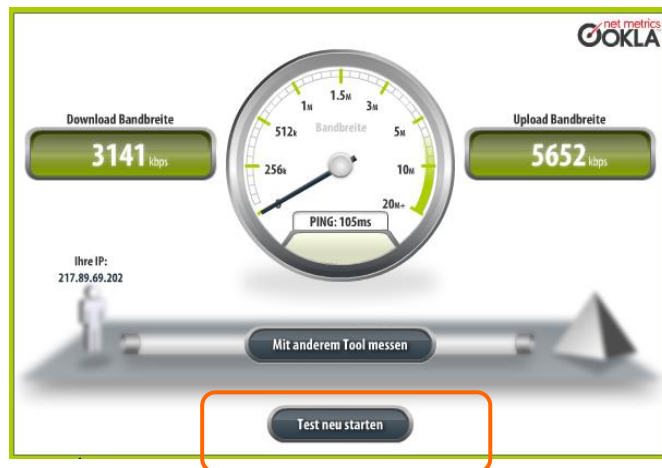 net metrics
OOKLA
Download Bandbreite
3141 kbps
Upload Bandbreite
5652 kbps
Bandbreite
0
256k
512k
1M
1.5M
3M
5M
10M
20M+
PING: 105ms
Ihre IP:
217.89.69.202
Mit anderem Tool messen
Test neu starten